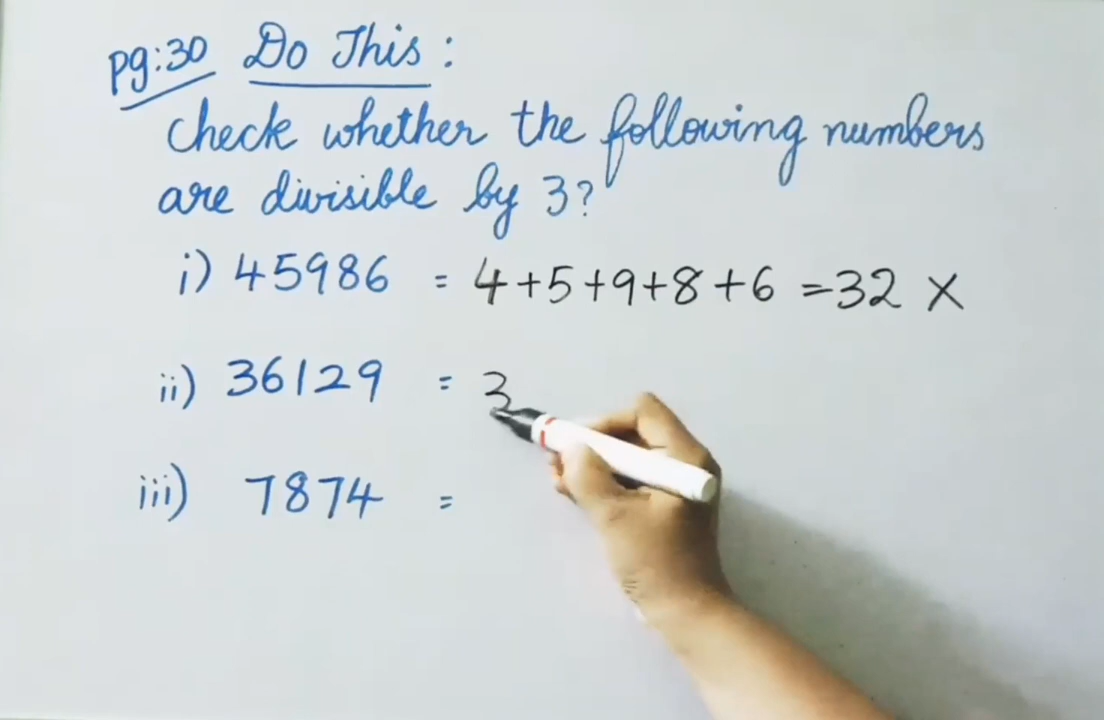 pg:30 Do This:
Check whether the following numbers
are divisible by 3?
i) 45986 = 4+5+9+8+6 =32 X
ii) 36129 = 3
iii) 7874 =